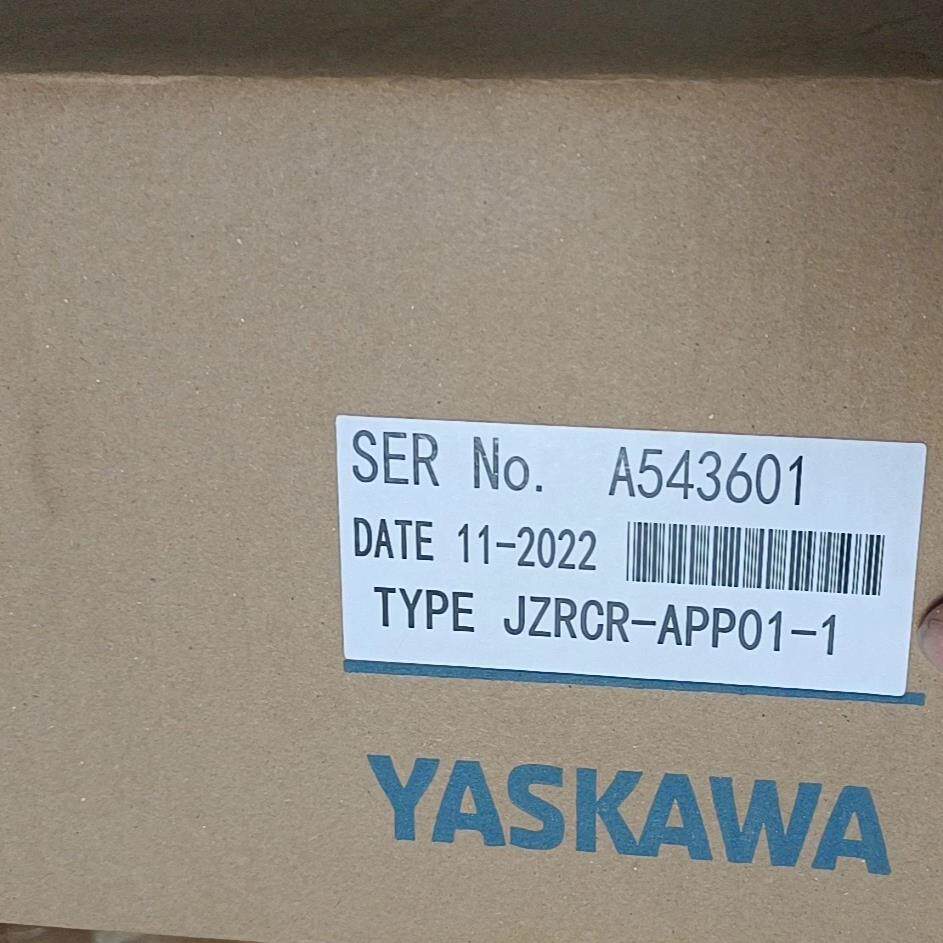 SER No. A543601
DATE 11-2022
TYPE JZRCR-APP01-1
YASKAWA